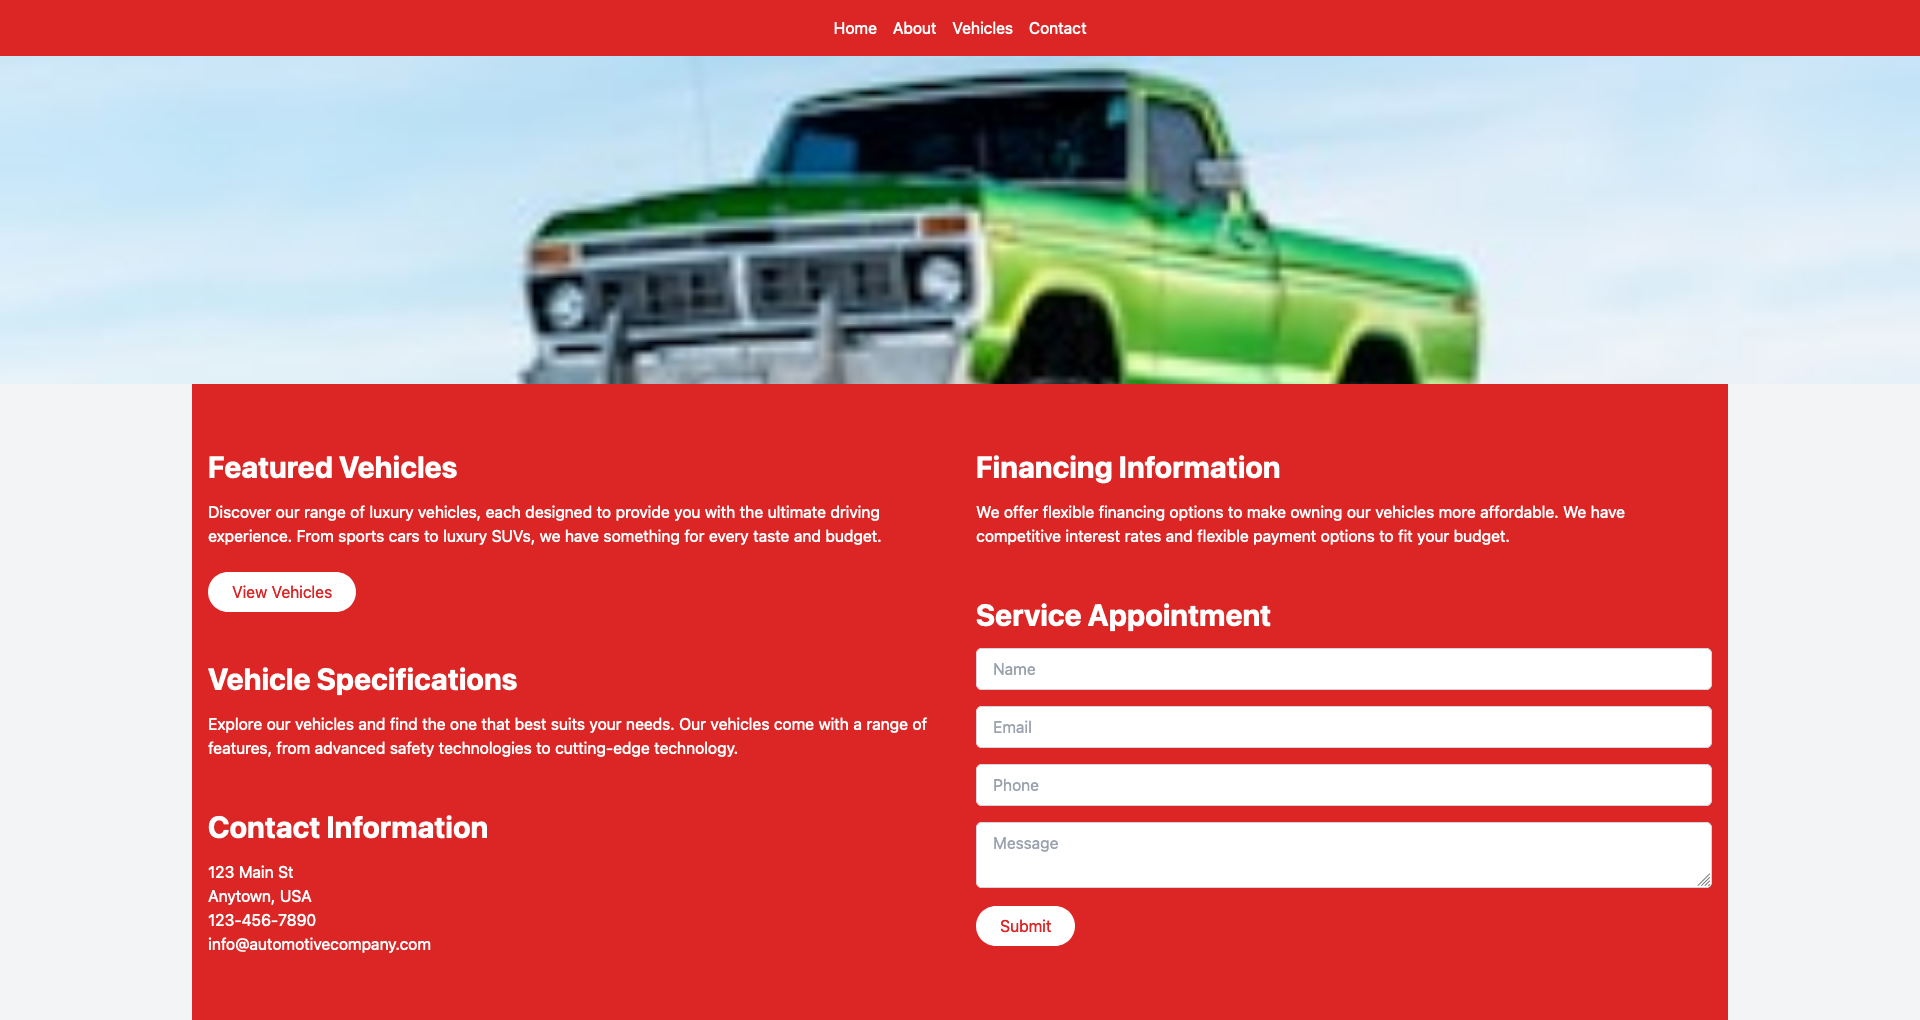 Home About Vehicles Contact
Featured Vehicles
Discover our range of luxury vehicles, each designed to provide you with the ultimate driving
experience. From sports cars to luxury SUVs, we have something for every taste and budget.
View Vehicles
Vehicle Specifications
Explore our vehicles and find the one that best suits your needs. Our vehicles come with a range of
features, from advanced safety technologies to cutting-edge technology.
Contact Information
123 Main St
Anytown, USA
123-456-7890
info@automotivecompany.com
Financing Information
We offer flexible financing options to make owning our vehicles more affordable. We have
competitive interest rates and flexible payment options to fit your budget.
Service Appointment
Name
Email
Phone
Message
Submit